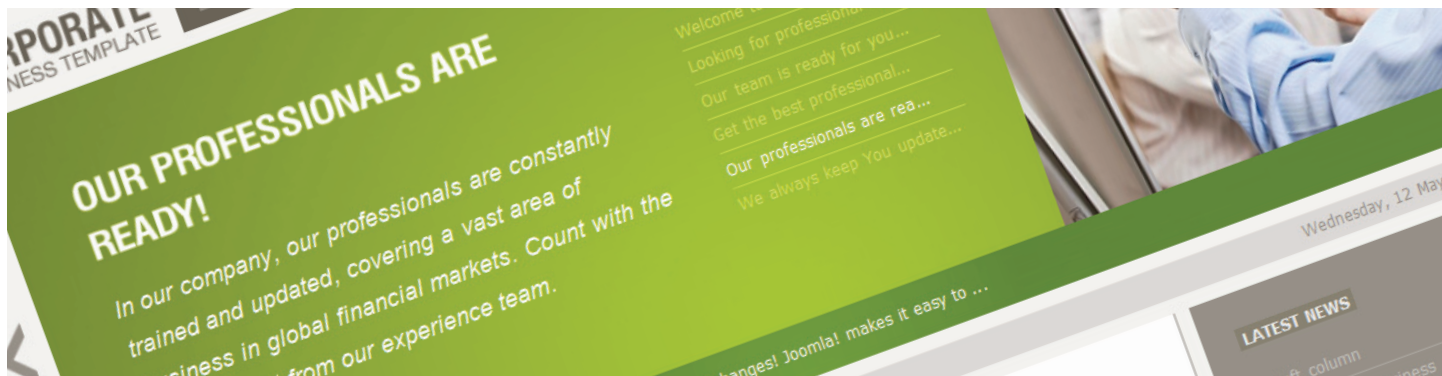 NESS TEMPLATE
OUR PROFESSIONALS ARE
READY!
In our company, our professionals are constantly
trained and updated, covering a vast area of
in global financial markets. Count with the
from our experience team.
Welcome
Looking for professional
Our team is ready for you...
Get the best professional...
Our professionals are rea...
We always keep You update...
Joomla! makes it easy to ...
Wednesday, 12 May
LATEST NEWS
column